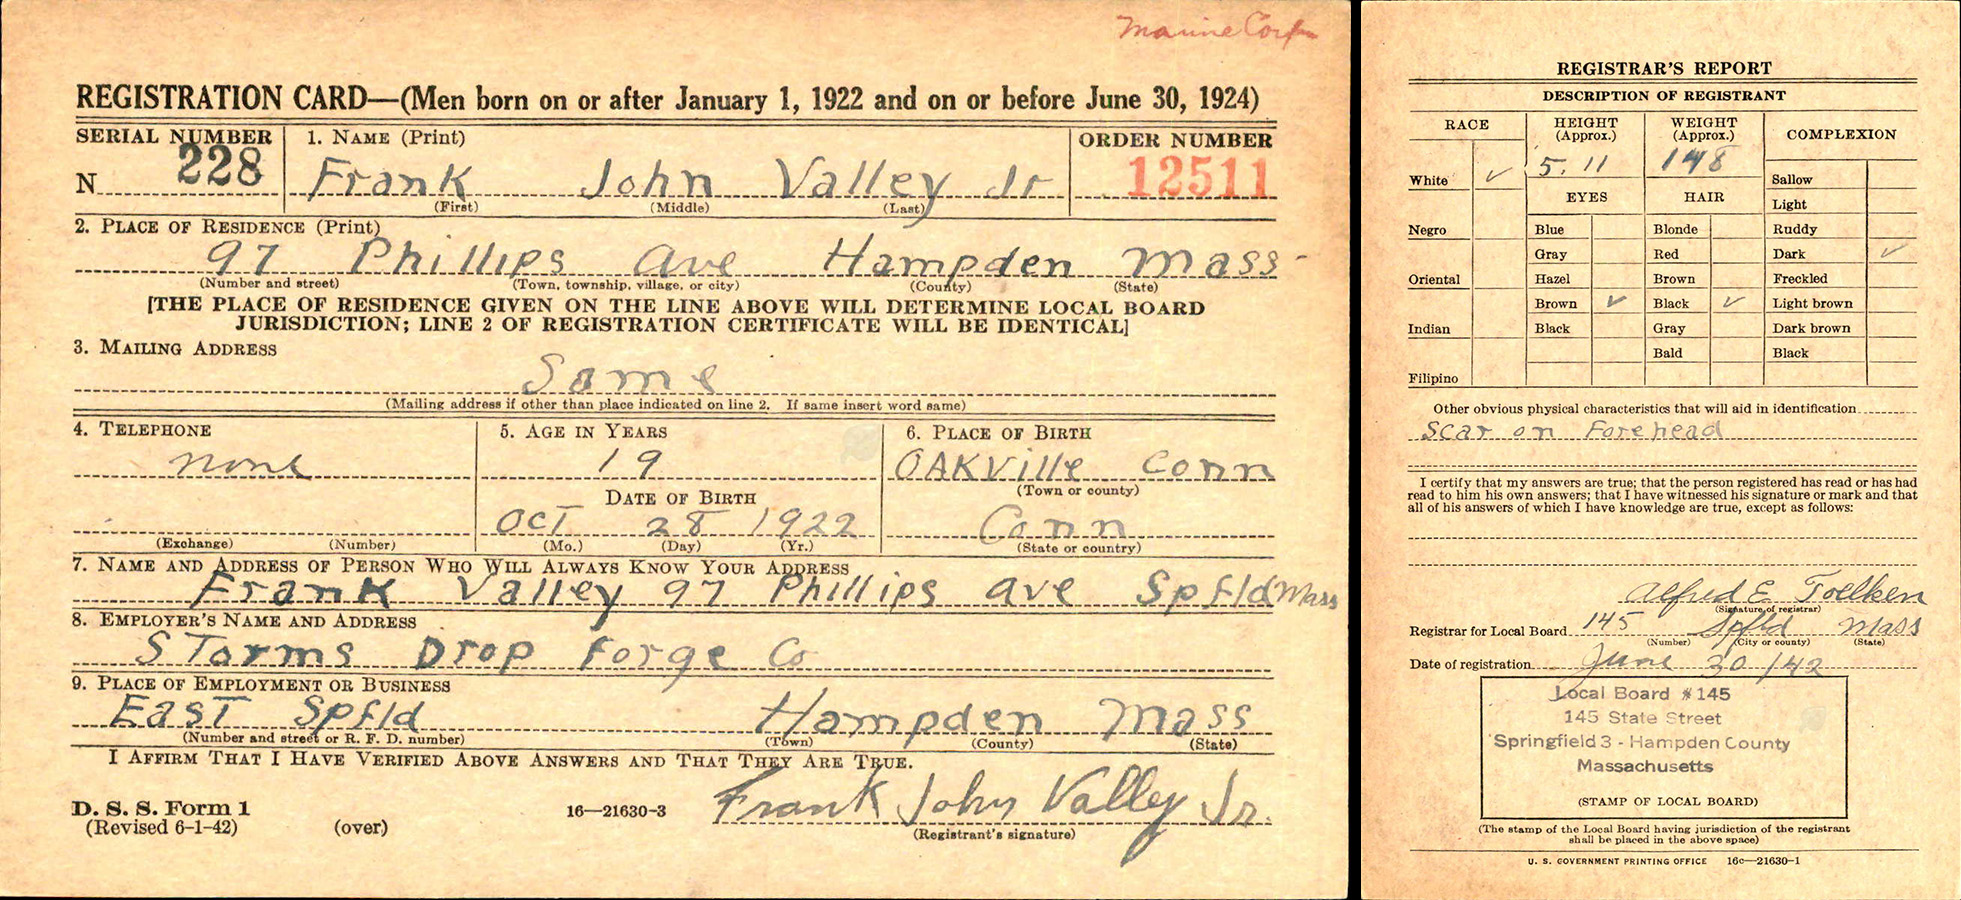 Marine Corps
REGISTRATION CARD—(Men born on or after January 1, 1922 and on or before June 30, 1924)
SERIAL NUMBER
1. NAME (Print)
ORDER NUMBER
N 228
Frank John Valley Jr
12511
(First) (Middle) (Last)
2. PLACE OF RESIDENCE (Print)
97 Phillips Ave Hampden Mass-
(Number and street) (Town, township, village, or city) (County) (State)
[THE PLACE OF RESIDENCE GIVEN ON THE LINE ABOVE WILL DETERMINE LOCAL BOARD
JURISDICTION; LINE 2 OF REGISTRATION CERTIFICATE WILL BE IDENTICAL]
3. MAILING ADDRESS
Same
(Mailing address if other than place indicated on line 2. If same insert word same)
4. TELEPHONE
5. AGE IN YEARS
6. PLACE OF BIRTH
none
19
OAKVille Conn
(Town or county)
DATE OF BIRTH
OCT 28 1922
Conn
(Exchange) (Number)
(Mo.) (Day) (Yr.)
(State or country)
7. NAME AND ADDRESS OF PERSON WHO WILL ALWAYS KNOW YOUR ADDRESS
Frank Valley 97 Phillips ave Spfld Mass
8. EMPLOYER'S NAME AND ADDRESS
STorms Drop Forge Co
9. PLACE OF EMPLOYMENT OR BUSINESS
EAST Spfld Hampden Mass
(Number and street or R. F. D. number) (Town) (County) (State)
I AFFIRM THAT I HAVE VERIFIED ABOVE ANSWERS AND THAT THEY ARE TRUE.
Frank John Valley Jr.
D. S. S. Form 1
(Revised 6-1-42) (over)
16—21630-3
(Registrant's signature)
REGISTRAR'S REPORT
DESCRIPTION OF REGISTRANT
RACE
HEIGHT
(Approx.)
WEIGHT
(Approx.)
COMPLEXION
5.11
148
White ✓
Sallow
EYES
HAIR
Light
Negro
Blue
Blonde
Ruddy
Gray
Red
Dark ✓
Oriental
Hazel
Brown
Freckled
Brown ✓
Black ✓
Light brown
Indian
Black
Gray
Dark brown
Bald
Black
Filipino
Other obvious physical characteristics that will aid in identification
Scar on Forehead
I certify that my answers are true; that the person registered has read or has had
read to him his own answers; that I have witnessed his signature or mark and that
all of his answers of which I have knowledge are true, except as follows:
Alfred E Toelken
(Signature of registrar)
Registrar for Local Board 145 Spfld Mass
(Number) (City or county) (State)
Date of registration June 30/42
Local Board #145
145 State Street
Springfield 3 - Hampden County
Massachusetts
(STAMP OF LOCAL BOARD)
(The stamp of the Local Board having jurisdiction of the registrant
shall be placed in the above space)
U. S. GOVERNMENT PRINTING OFFICE 16c—21630-1